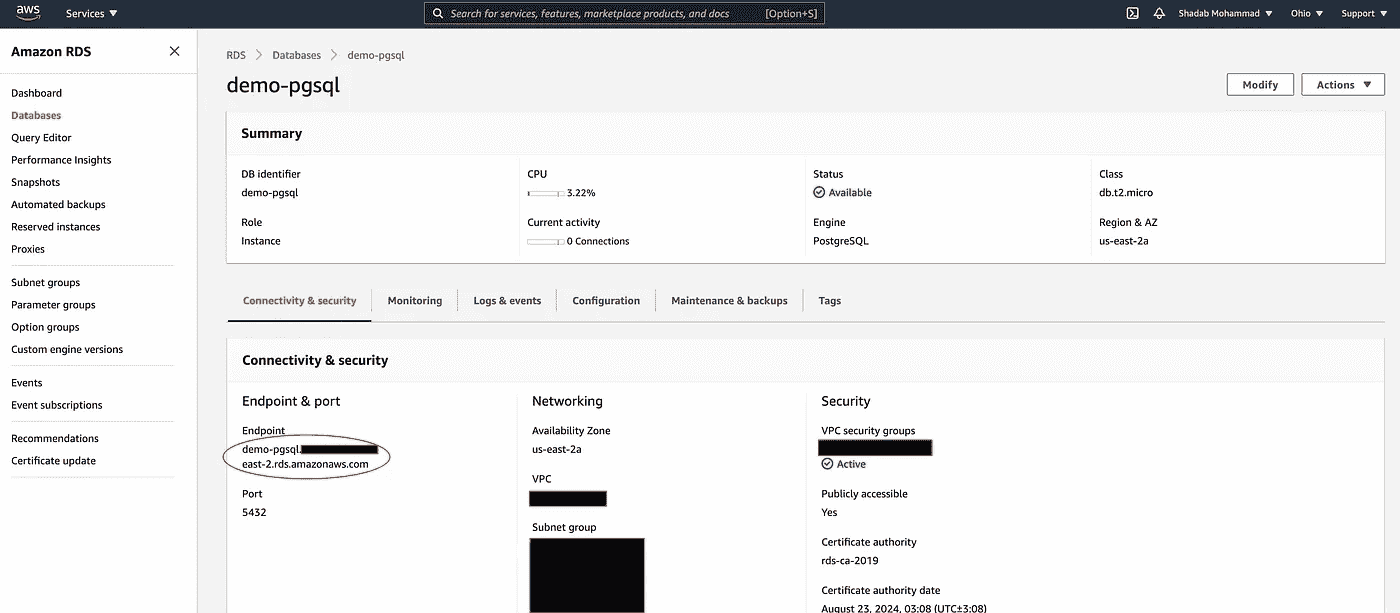 aws
Services
Search for services, features, marketplace products, and docs [Option+S]
Shadab Mohammad
Ohio
Support
Amazon RDS
Dashboard
Databases
Query Editor
Performance Insights
Snapshots
Automated backups
Reserved instances
Proxies
Subnet groups
Parameter groups
Option groups
Custom engine versions
Events
Event subscriptions
Recommendations
Certificate update
RDS > Databases > demo-pgsql
demo-pgsql
Modify
Actions
Summary
DB identifier
demo-pgsql
Role
Instance
CPU
3.22%
Current activity
0 Connections
Status
Available
Engine
PostgreSQL
Class
db.t2.micro
Region & AZ
us-east-2a
Connectivity & security
Monitoring
Logs & events
Configuration
Maintenance & backups
Tags
Connectivity & security
Endpoint & port
Endpoint
demo-pgsql.
east-2.rds.amazonaws.com
Port
5432
Networking
Availability Zone
us-east-2a
VPC
Subnet group
Security
VPC security groups
Active
Publicly accessible
Yes
Certificate authority
rds-ca-2019
Certificate authority date
August 23, 2024, 03:08 (UTC±3:08)